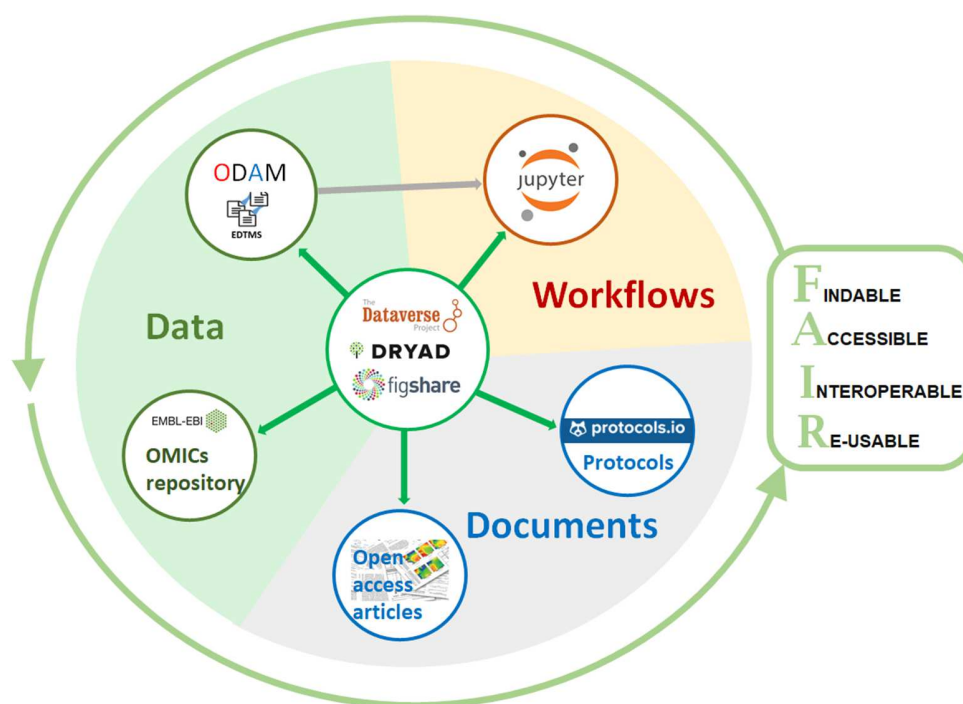 ODAM
EDTMS
jupyter
Data
Workflows
The
Dataverse
Project
DRYAD
figshare
EMBL-EBI
OMICs
repository
protocols.io
Protocols
Documents
Open
access
articles
FINDABLE
ACCESSIBLE
INTEROPERABLE
RE-USABLE